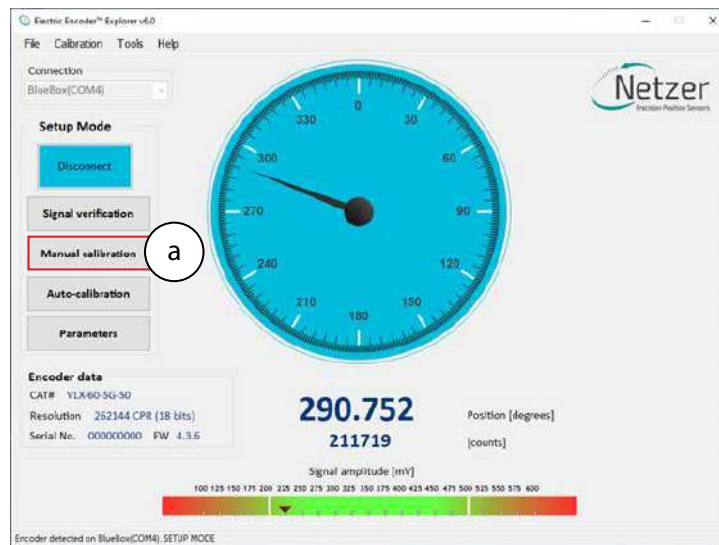 Electric Encoder™ Explorer v6.0
File Calibration Tools Help
Connection
BlueBox(COM4)
Netzer
Precision Position Sensors
Setup Mode
Disconnect
Signal verification
Manual calibration
a
Auto-calibration
Parameters
0
30
60
90
120
150
180
210
240
270
300
330
Encoder data
CAT# VLX-60-SG-S0
Resolution 262144 CPR (18 bits)
Serial No. 000000000 FW 4.3.6
290.752 Position [degrees]
211719 [counts]
Signal amplitude [mV]
100 125 150 175 200 225 250 275 300 325 350 375 400 425 450 475 500 525 550 575 600
Encoder detected on BlueBox(COM4). SETUP MODE